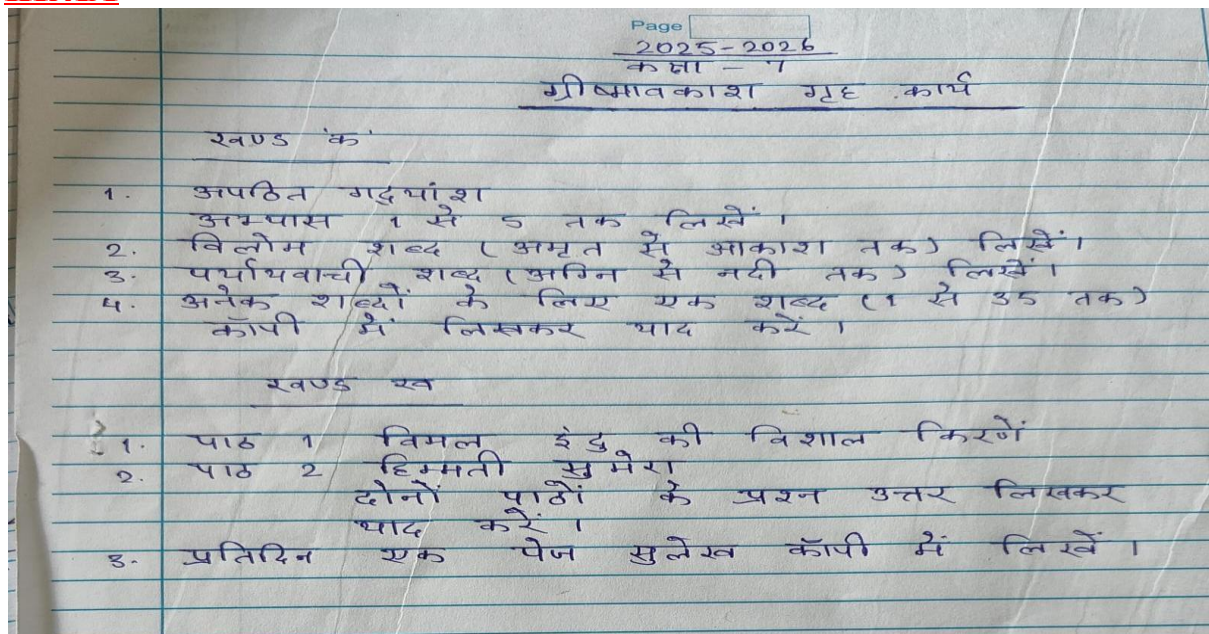 Page
2025-2026
कक्षा - 7
ग्रीष्मावकाश गृह कार्य
खण्ड 'क'
1. अपठित गद्यांश
अभ्यास 1 से 5 तक लिखें।
2. विलोम शब्द (अमृत से आकाश तक) लिखें।
3. पर्यायवाची शब्द (अग्नि से नदी तक) लिखें।
4. अनेक शब्दों के लिए एक शब्द (1 से 35 तक)
कॉपी में लिखकर याद करें।
खण्ड ख
1. पाठ 1 विमल इंदु की विशाल किरणें
2. पाठ 2 हिम्मती सुमेरा
दोनों पाठों के प्रश्न उत्तर लिखकर
याद करें।
3. प्रतिदिन एक पेज सुलेख कॉपी में लिखें।